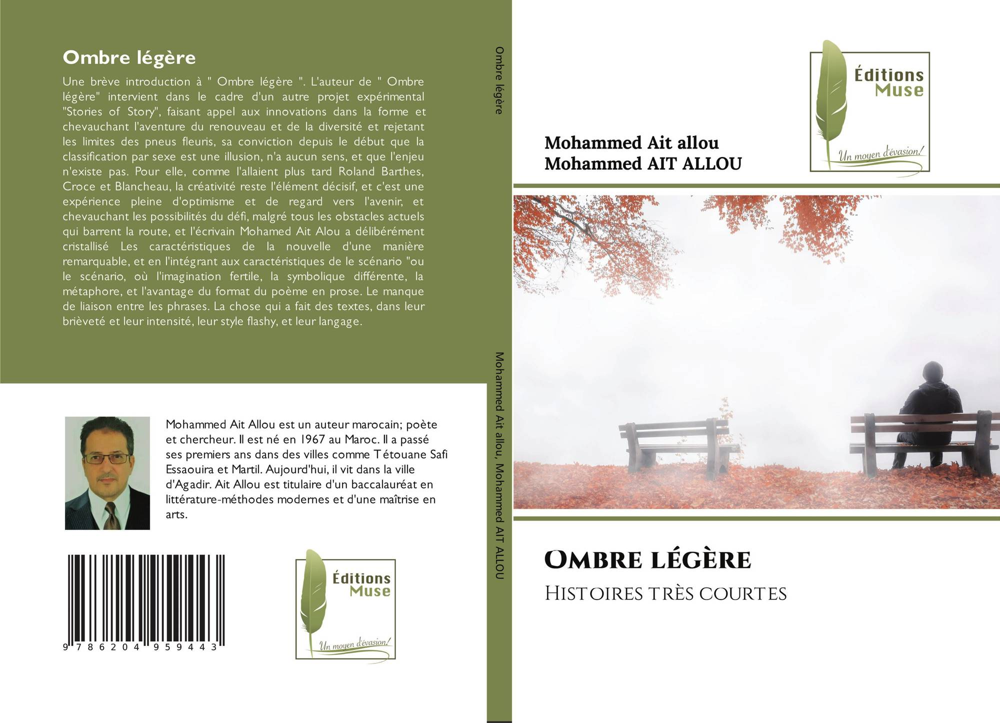 Ombre légère
Une brève introduction à " Ombre légère ". L'auteur de " Ombre
légère" intervient dans le cadre d'un autre projet expérimental
"Stories of Story", faisant appel aux innovations dans la forme et
chevauchant l'aventure du renouveau et de la diversité et rejetant
les limites des pneus fleuris, sa conviction depuis le début que la
classification par sexe est une illusion, n'a aucun sens, et que l'enjeu
n'existe pas. Pour elle, comme l'allaient plus tard Roland Barthes,
Croce et Blancheau, la créativité reste l'élément décisif, et c'est une
expérience pleine d'optimisme et de regard vers l'avenir, et
chevauchant les possibilités du défi, malgré tous les obstacles actuels
qui barrent la route, et l'écrivain Mohamed Ait Alou a délibérément
cristallisé Les caractéristiques de la nouvelle d'une manière
remarquable, et en l'intégrant aux caractéristiques de le scénario "ou
le scénario, où l'imagination fertile, la symbolique différente, la
métaphore, et l'avantage du format du poème en prose. Le manque
de liaison entre les phrases. La chose qui a fait des textes, dans leur
brièveté et leur intensité, leur style flashy, et leur langage.
Mohammed Ait Allou est un auteur marocain; poète
et chercheur. Il est né en 1967 au Maroc. Il a passé
ses premiers ans dans des villes comme Tétouane Safi
Essaouira et Martil. Aujourd'hui, il vit dans la ville
d'Agadir. Ait Allou est titulaire d'un baccalauréat en
littérature-méthodes modernes et d'une maîtrise en
arts.
9 786204 959443
Éditions
Muse
Un moyen d'évasion!
Ombre légère
Mohammed Ait allou, Mohammed AIT ALLOU
Éditions
Muse
Un moyen d'évasion!
Mohammed Ait allou
Mohammed AIT ALLOU
Ombre légère
Histoires très courtes